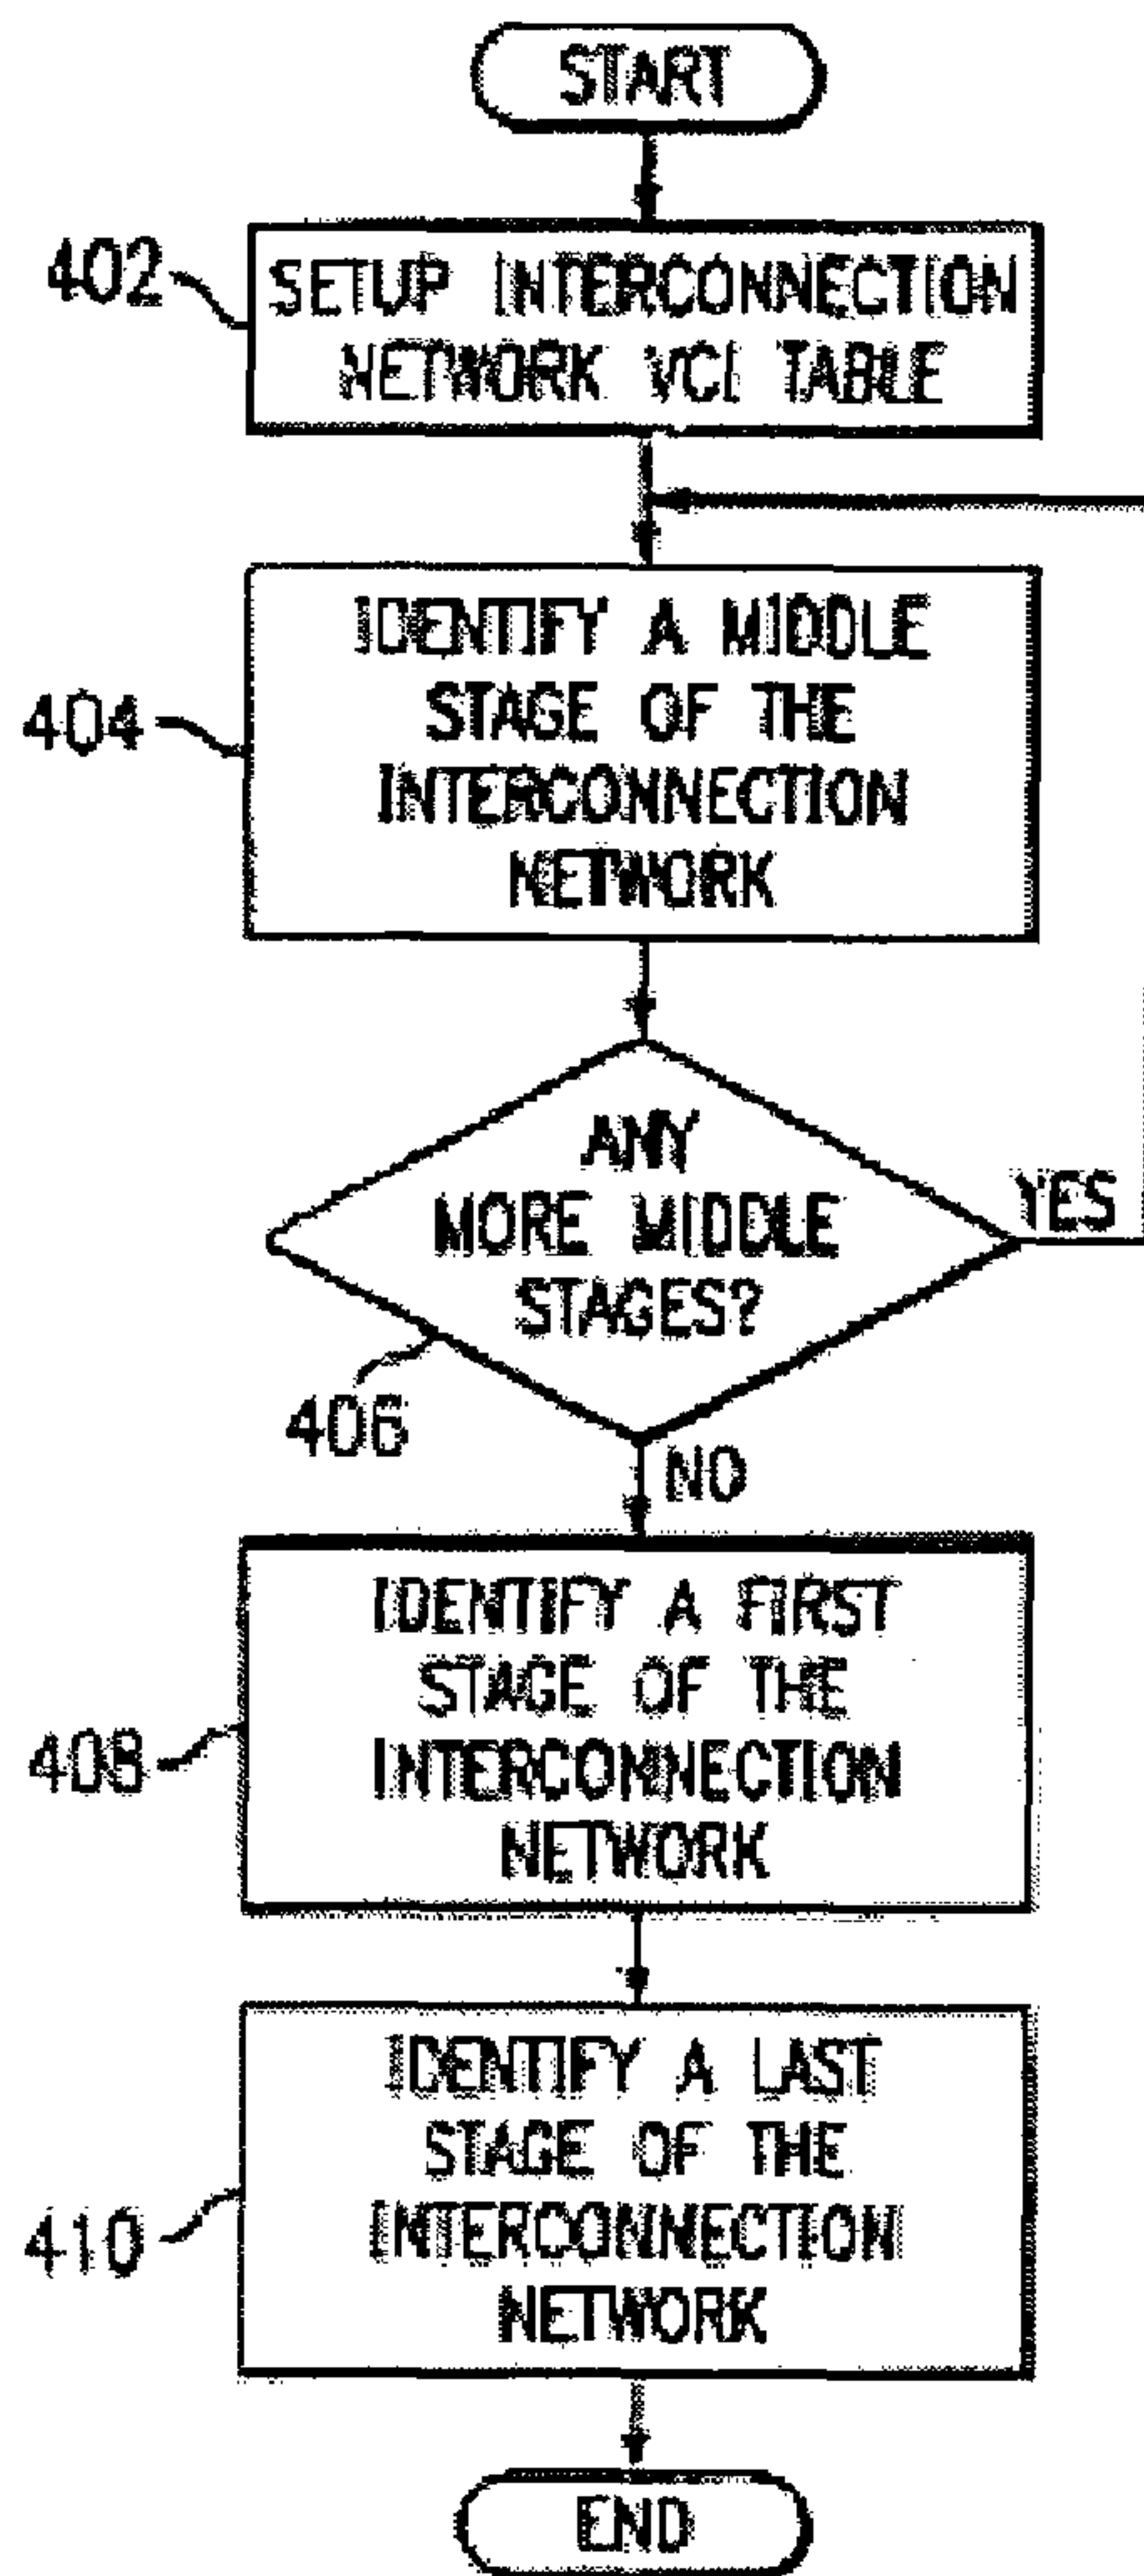 START
402
SETUP INTERCONNECTION
NETWORK VCI TABLE
404
IDENTIFY A MIDDLE
STAGE OF THE
INTERCONNECTION
NETWORK
ANY
MORE MIDDLE
STAGES?
YES
406
NO
408
IDENTIFY A FIRST
STAGE OF THE
INTERCONNECTION
NETWORK
410
IDENTIFY A LAST
STAGE OF THE
INTERCONNECTION
NETWORK
END